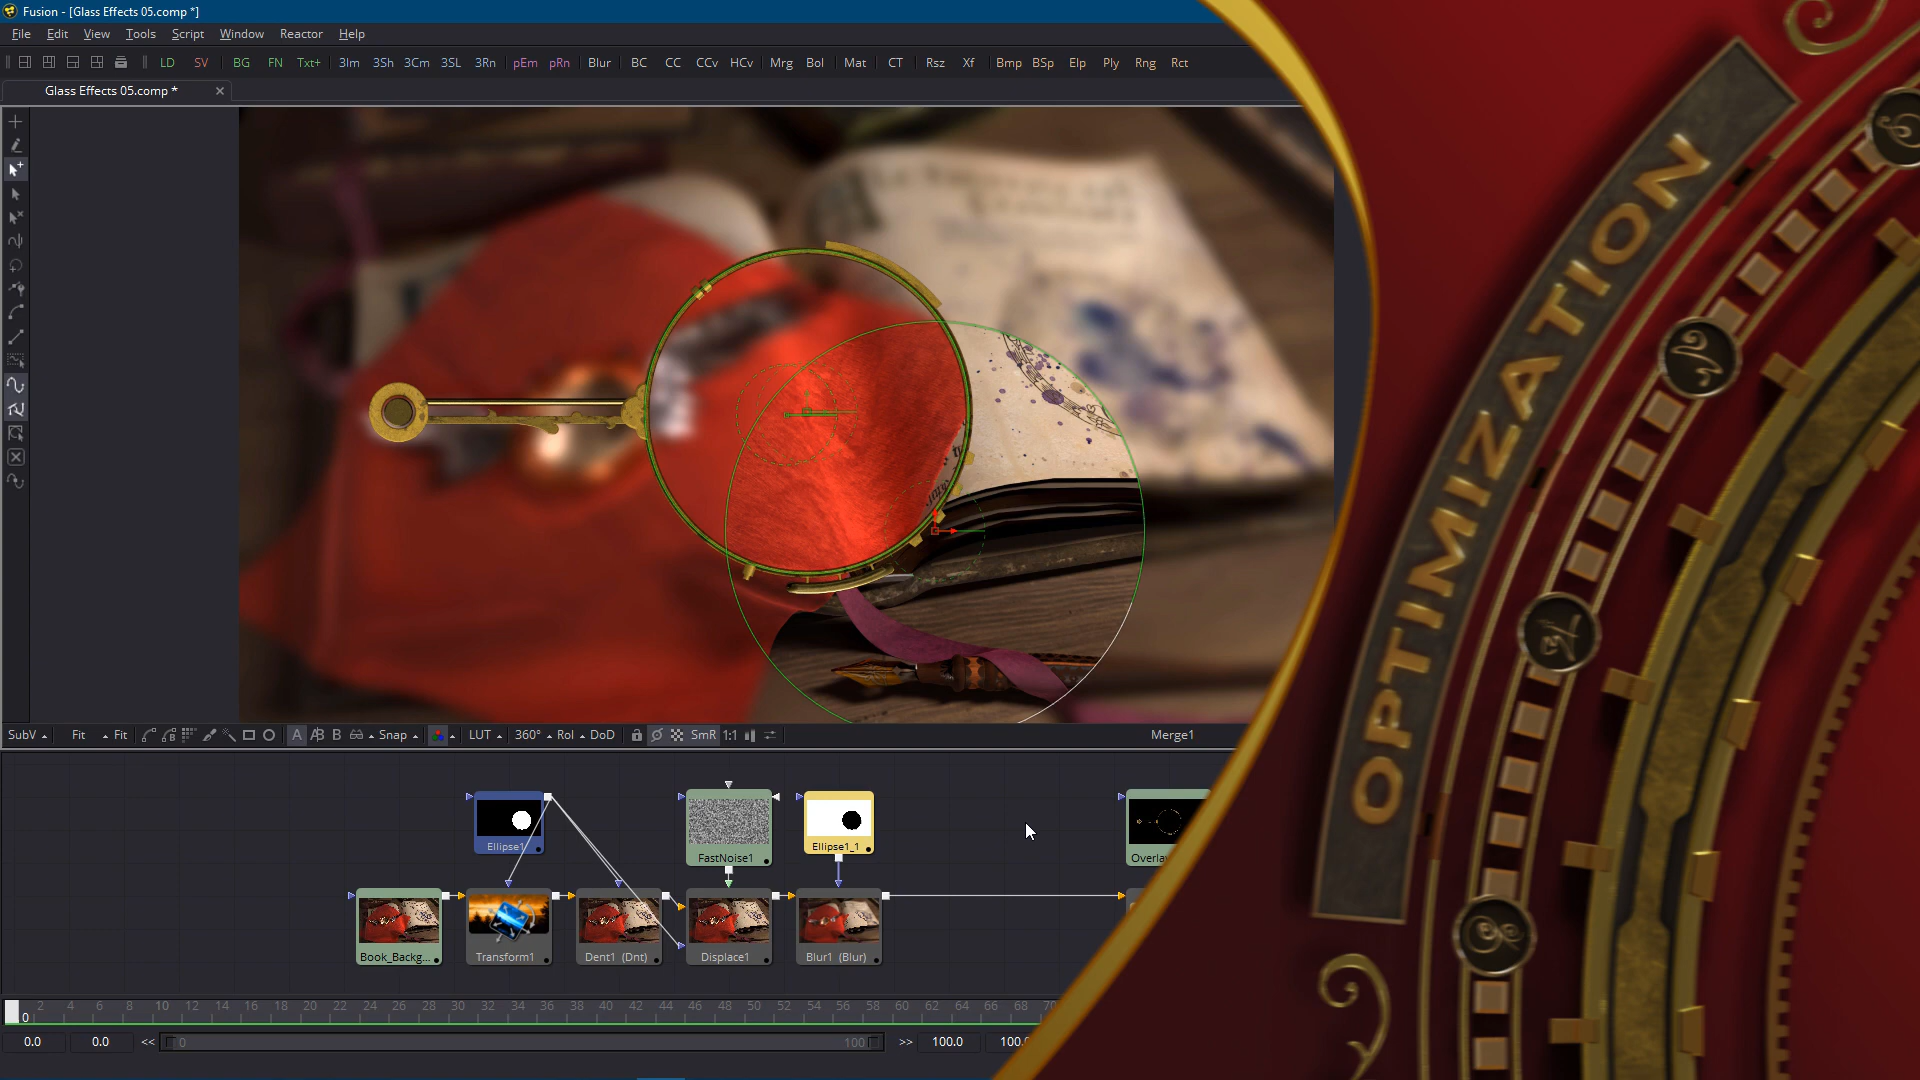 Fusion - [Glass Effects 05.comp *]
File Edit View Tools Script Window Reactor Help
LD SV BG FN Txt+ 3Im 3Sh 3Cm 3SL 3Rn pEm pRn Blur BC CC CCv HCv Mrg Bol Mat CT Rsz Xf Bmp BSp Elp Ply Rng Rct
Glass Effects 05.comp *
OPTIMIZATION
SubV Fit Fit A B Snap LUT 360° RoI DoD SmR 1:1 Merge1
Ellipse1 FastNoise1 Ellipse1_1
Book_Backg... Transform1 Dent1 (Dnt) Displace1 Blur1 (Blur)
0 2 4 6 8 10 12 14 16 18 20 22 24 26 28 30 32 34 36 38 40 42 44 46 48 50 52 54 56 58 60 62 64 66 68 70
0.0 0.0 << 0 100 >> 100.0 100.0